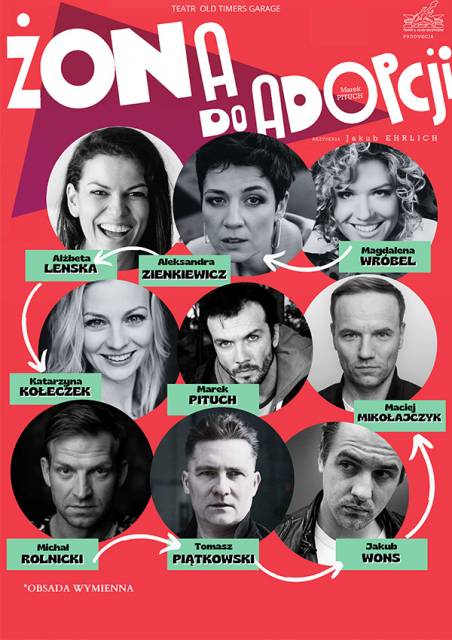 TEATR OLD TIMERS GARAGE
PRODUKCJA
ŻONA
DO ADOPCJI
Marek
PITUCH
REŻYSERIA Jakub EHRLICH
Alżbeta
LENSKA
Aleksandra
ZIENKIEWICZ
Magdalena
WRÓBEL
Katarzyna
KOŁECZEK
Marek
PITUCH
Maciej
MIKOŁAJCZYK
Michał
ROLNICKI
Tomasz
PIĄTKOWSKI
Jakub
WONS
*OBSADA WYMIENNA